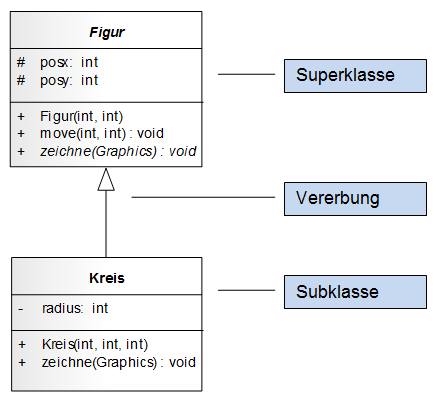 Figur
# posx: int
# posy: int
+ Figur(int, int)
+ move(int, int) : void
+ zeichne(Graphics) : void
Superklasse
Vererbung
Kreis
- radius: int
+ Kreis(int, int, int)
+ zeichne(Graphics) : void
Subklasse